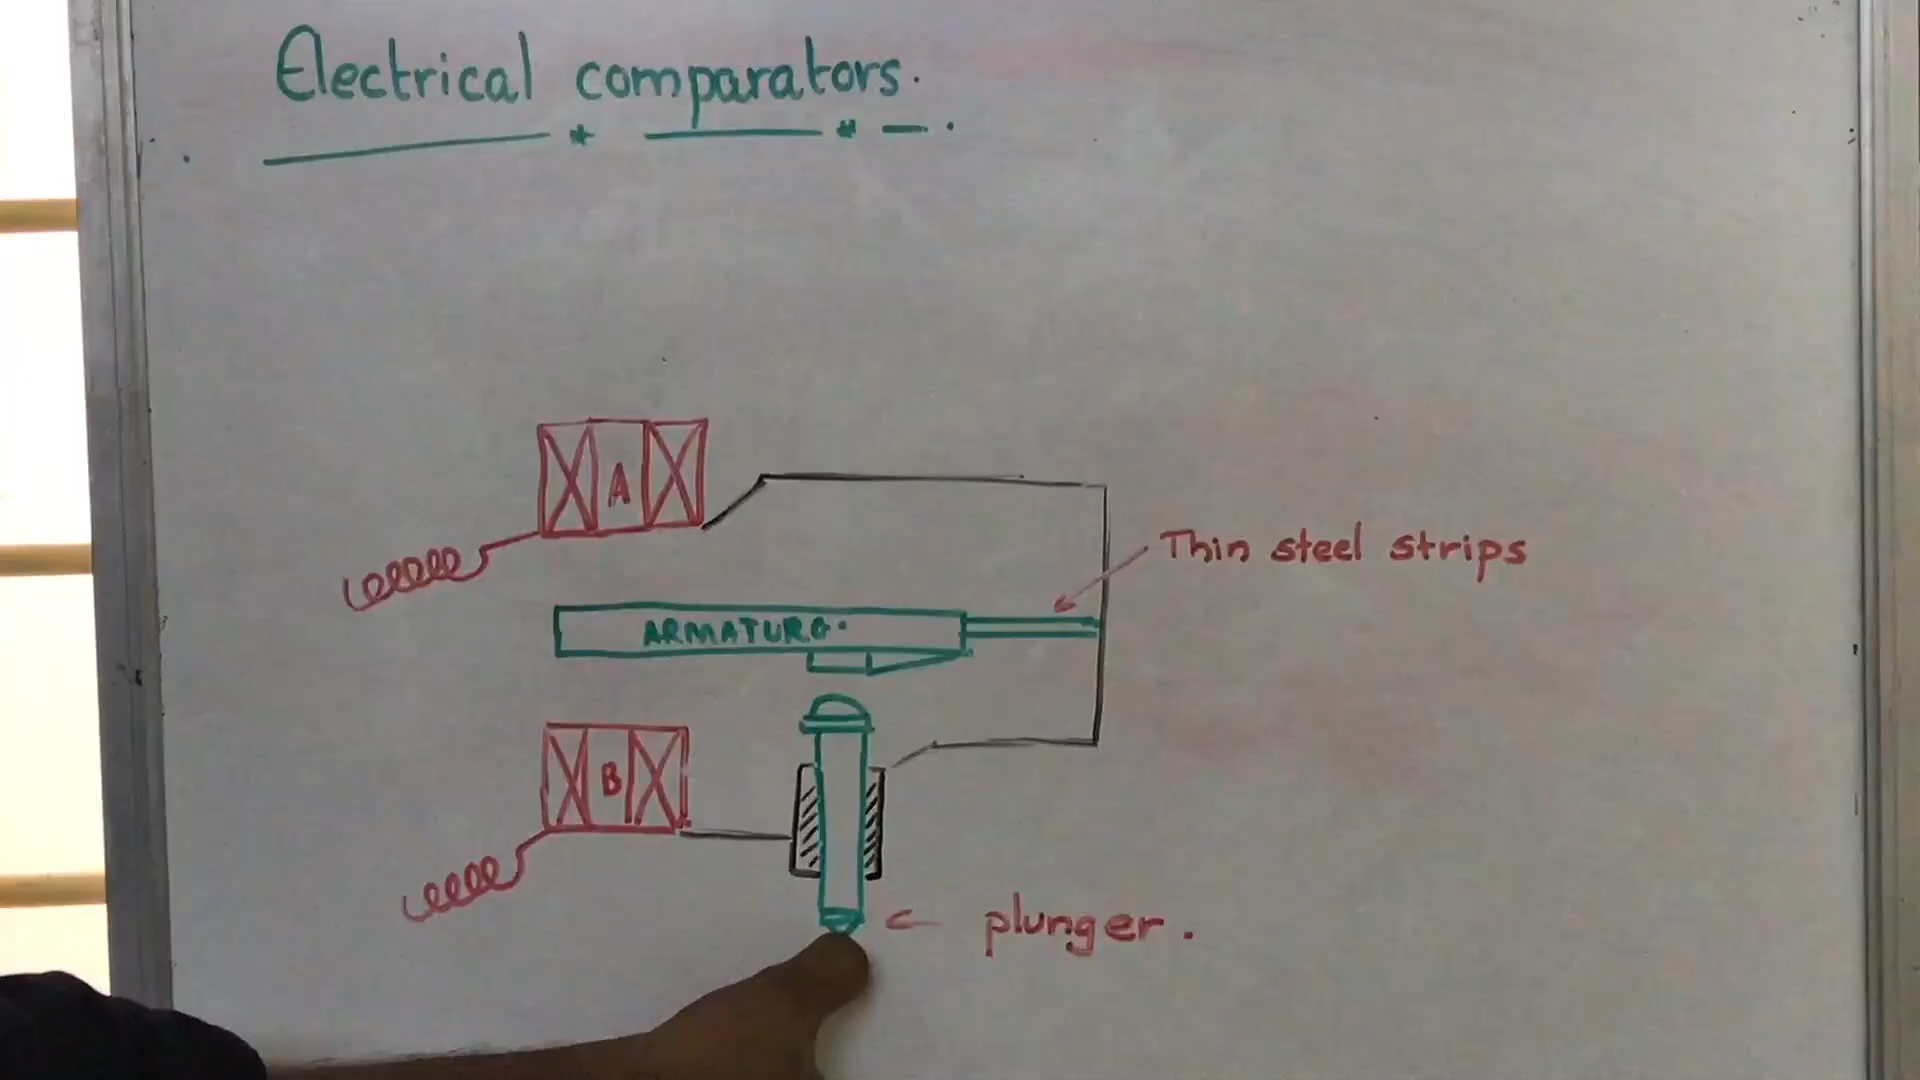 Electrical comparators.
A
Thin steel strips
ARMATURE.
B
plunger.